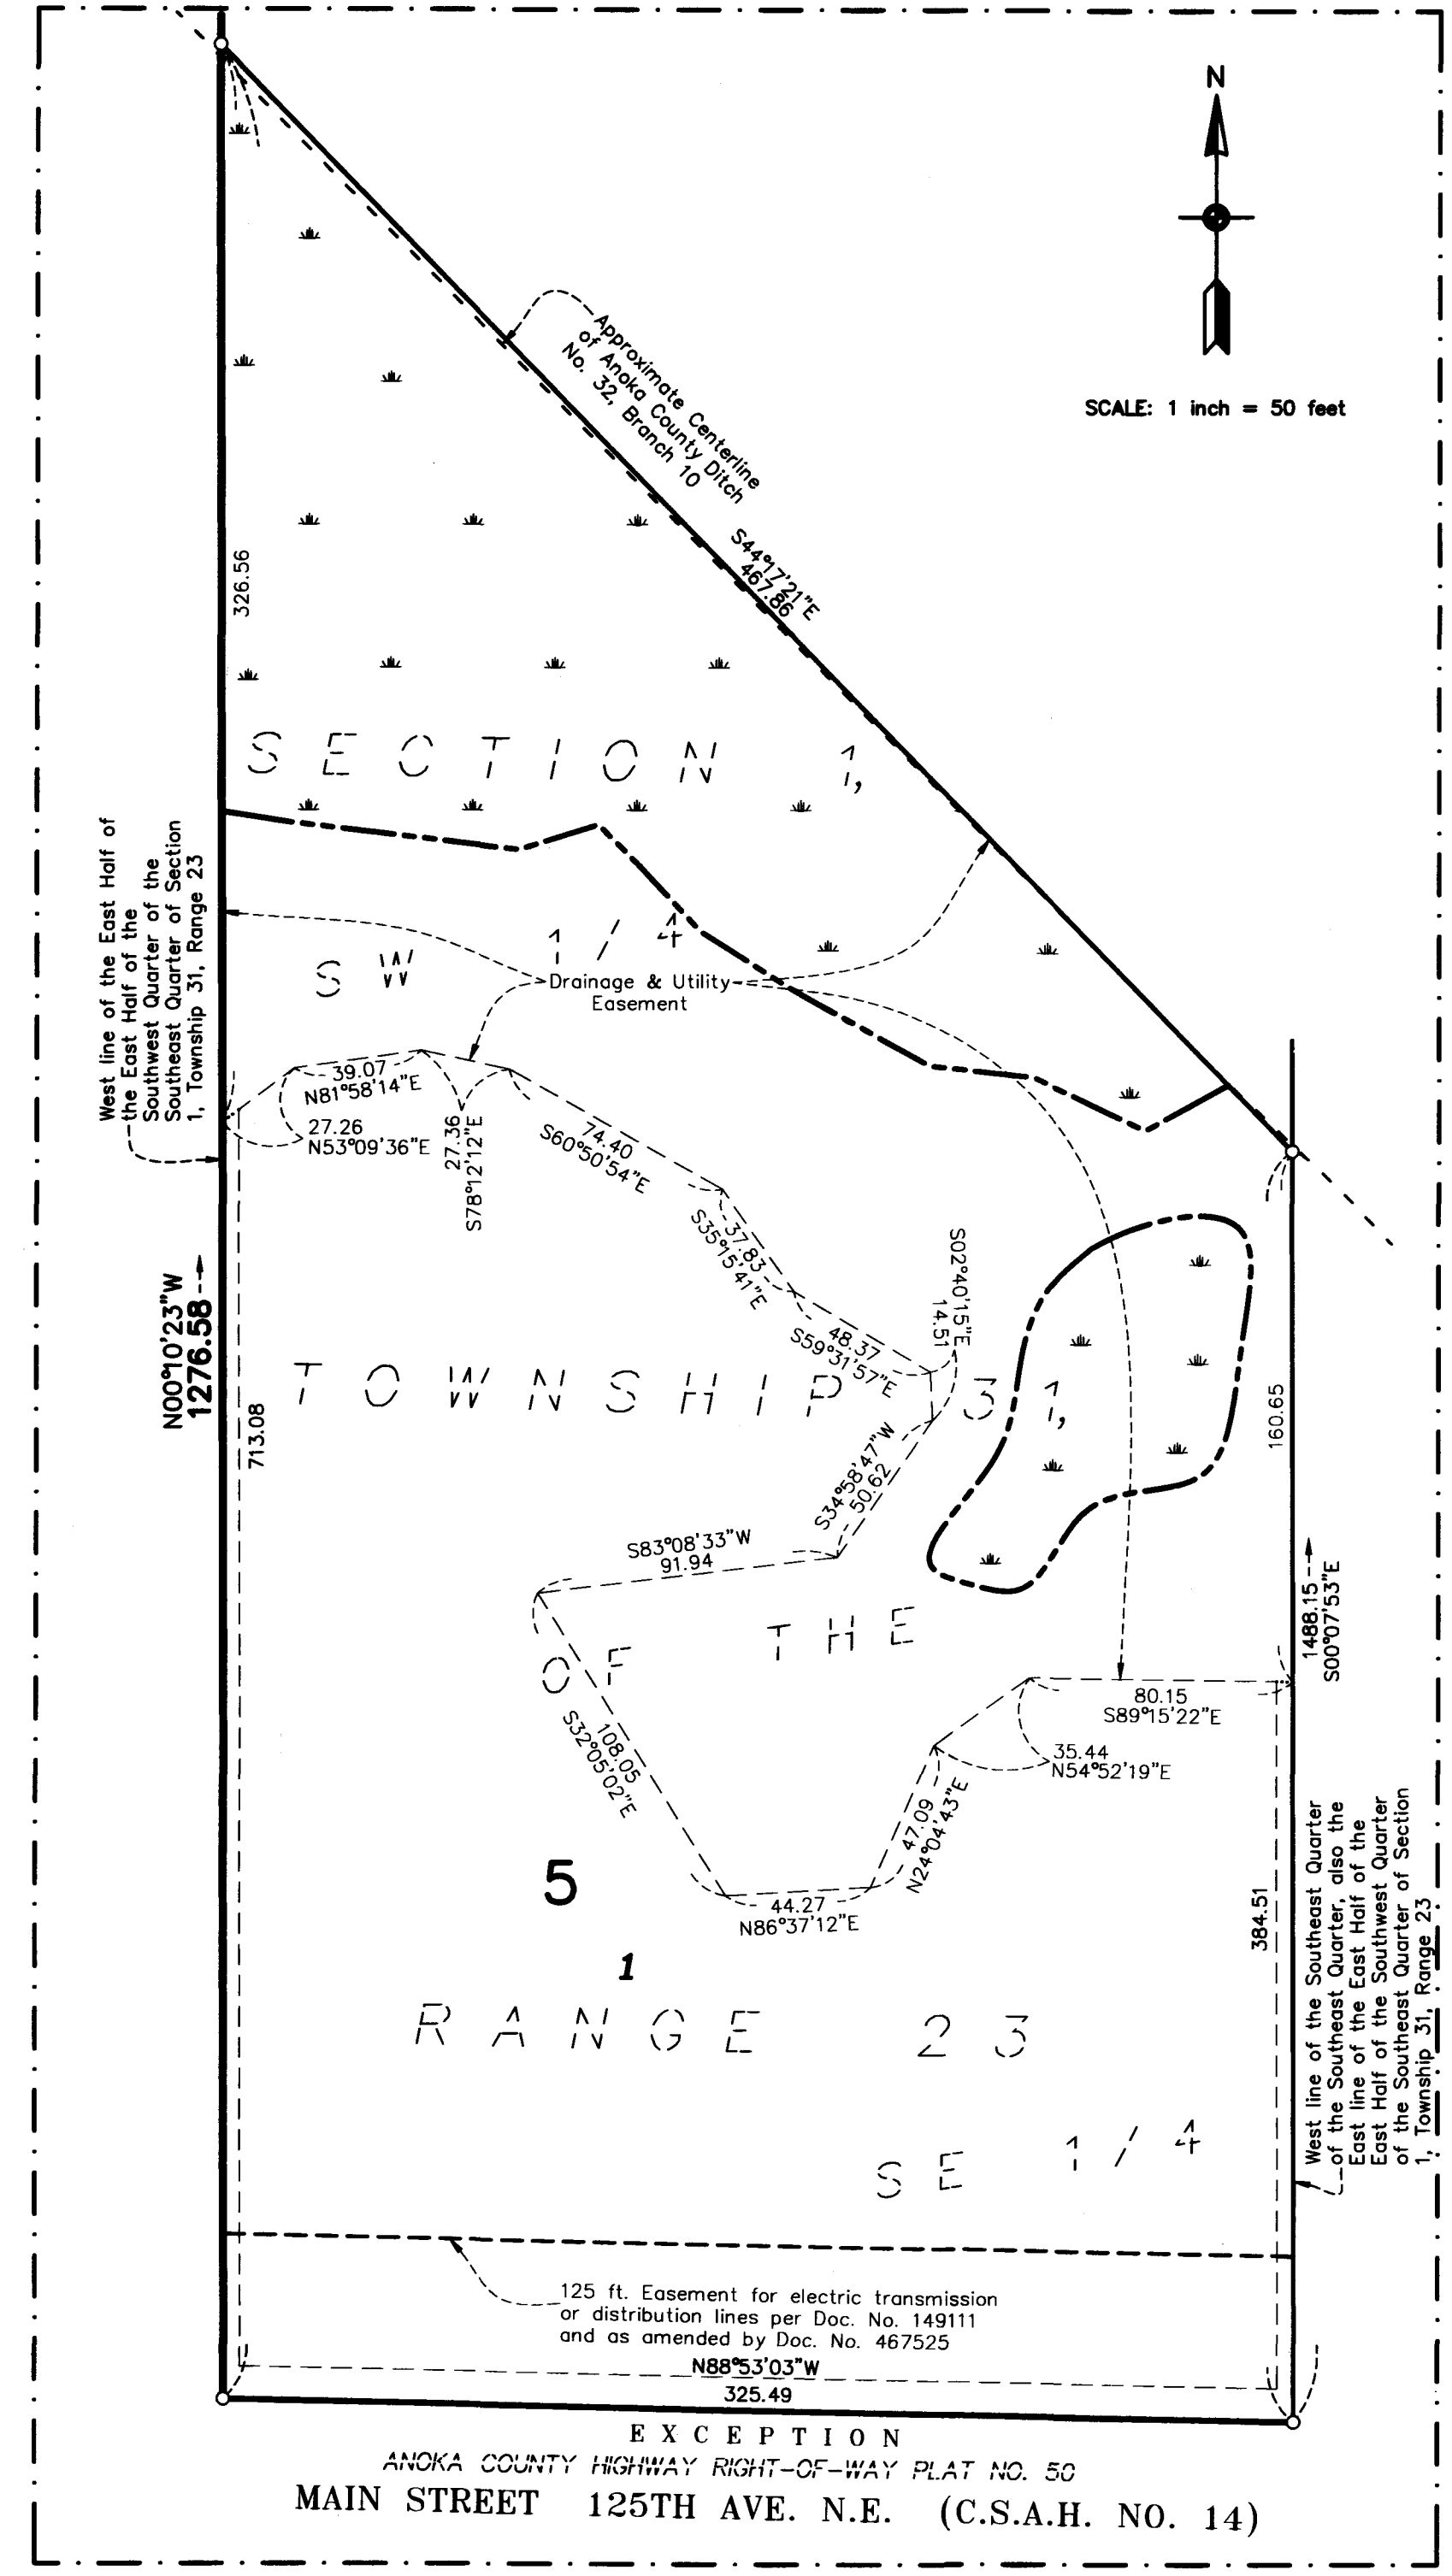 N
SCALE: 1 inch = 50 feet
Approximate Centerline
of Anoka County Ditch
No. 32, Branch 10
S44°17'21"E
467.86
326.56
SECTION 1,
West line of the East Half of
the East Half of the
Southwest Quarter of the
Southeast Quarter of Section
1, Township 31, Range 23
SW 1/4
Drainage & Utility
Easement
39.07
N81°58'14"E
27.26
N53°09'36"E
27.36
S78°12'12"E
74.40
S60°50'54"E
37.83
S35°15'41"E
48.37
S59°31'57"E
S02°40'15"E
14.51
N00°10'23"W
1276.58
713.08
TOWNSHIP 31,
160.65
S34°58'47"W
50.62
S83°08'33"W
91.94
1488.15
S00°07'53"E
OF THE
108.05
S32°05'02"E
80.15
S89°15'22"E
35.44
N54°52'19"E
47.09
N24°04'43"E
44.27
N86°37'12"E
5
1
384.51
West line of the Southeast Quarter
of the Southeast Quarter, also the
East line of the East Half of the
East Half of the Southwest Quarter
of the Southeast Quarter of Section
1, Township 31, Range 23
RANGE 23
SE 1/4
125 ft. Easement for electric transmission
or distribution lines per Doc. No. 149111
and as amended by Doc. No. 467525
N88°53'03"W
325.49
EXCEPTION
ANOKA COUNTY HIGHWAY RIGHT-OF-WAY PLAT NO. 50
MAIN STREET 125TH AVE. N.E. (C.S.A.H. NO. 14)